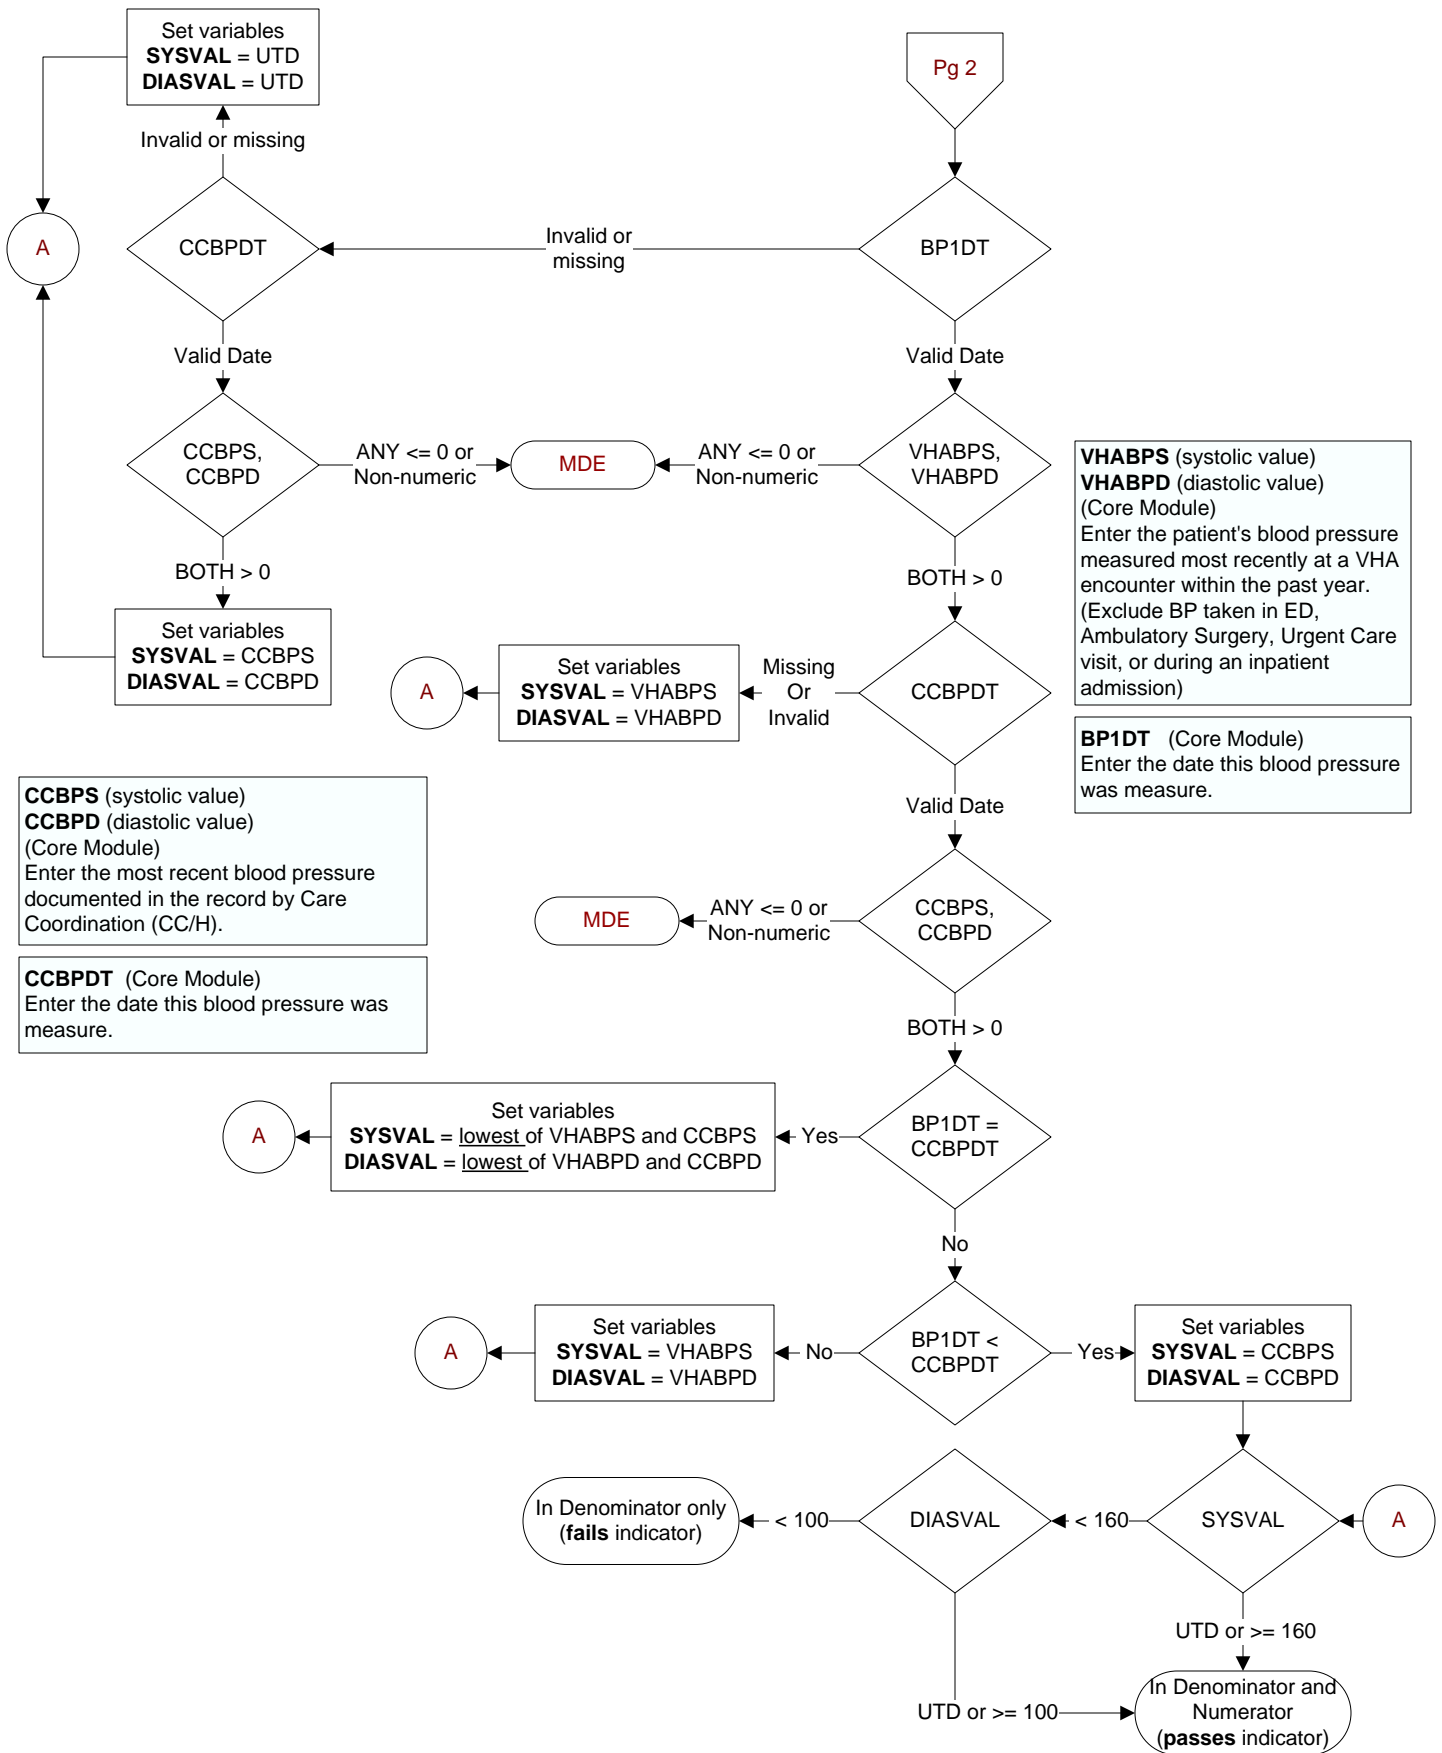 Set variables
SYSVAL = UTD
DIASVAL = UTD
Pg 2
Invalid or missing
A
CCBPDT
Invalid or
missing
BP1DT
Valid Date
Valid Date
CCBPS,
CCBPD
ANY <= 0 or
Non-numeric
MDE
ANY <= 0 or
Non-numeric
VHABPS,
VHABPD
VHABPS (systolic value)
VHABPD (diastolic value)
(Core Module)
Enter the patient's blood pressure
measured most recently at a VHA
encounter within the past year.
(Exclude BP taken in ED,
Ambulatory Surgery, Urgent Care
visit, or during an inpatient
admission)
BOTH > 0
BOTH > 0
Set variables
SYSVAL = CCBPS
DIASVAL = CCBPD
A
Set variables
SYSVAL = VHABPS
DIASVAL = VHABPD
Missing
Or
Invalid
CCBPDT
BP1DT (Core Module)
Enter the date this blood pressure
was measure.
CCBPS (systolic value)
CCBPD (diastolic value)
(Core Module)
Enter the most recent blood pressure
documented in the record by Care
Coordination (CC/H).
Valid Date
MDE
ANY <= 0 or
Non-numeric
CCBPS,
CCBPD
CCBPDT (Core Module)
Enter the date this blood pressure was
measure.
BOTH > 0
A
Set variables
SYSVAL = lowest of VHABPS and CCBPS
DIASVAL = lowest of VHABPD and CCBPD
Yes
BP1DT =
CCBPDT
No
A
Set variables
SYSVAL = VHABPS
DIASVAL = VHABPD
No
BP1DT <
CCBPDT
Yes
Set variables
SYSVAL = CCBPS
DIASVAL = CCBPD
In Denominator only
(fails indicator)
< 100
DIASVAL
< 160
SYSVAL
A
UTD or >= 160
UTD or >= 100
In Denominator and
Numerator
(passes indicator)